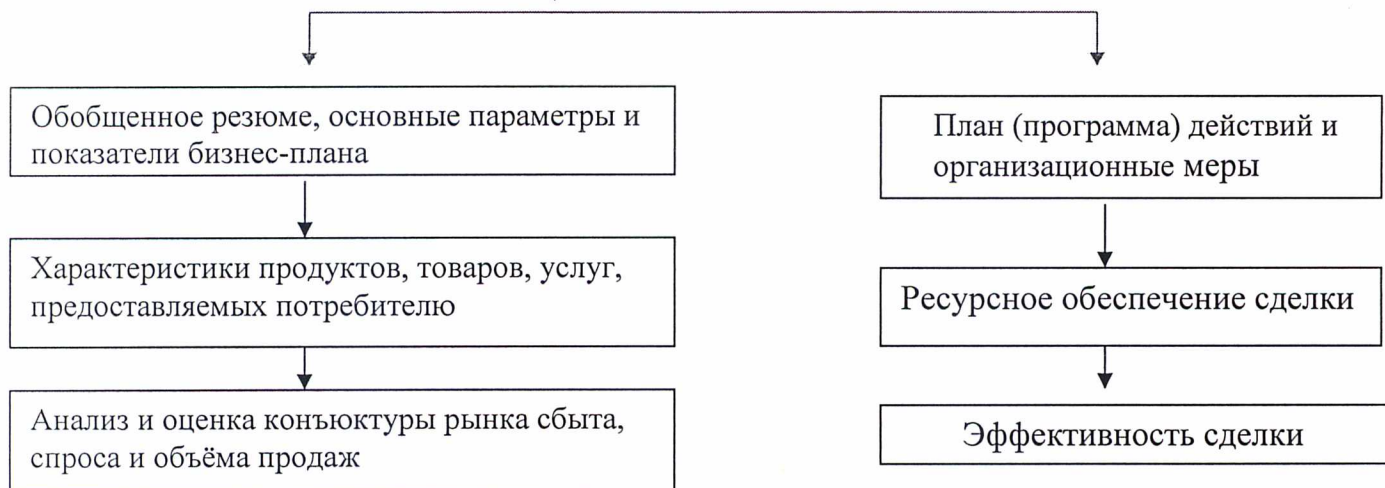 Обобщенное резюме, основные параметры и
показатели бизнес-плана
Характеристики продуктов, товаров, услуг,
предоставляемых потребителю
Анализ и оценка конъюктуры рынка сбыта,
спроса и объёма продаж
План (программа) действий и
организационные меры
Ресурсное обеспечение сделки
Эффективность сделки